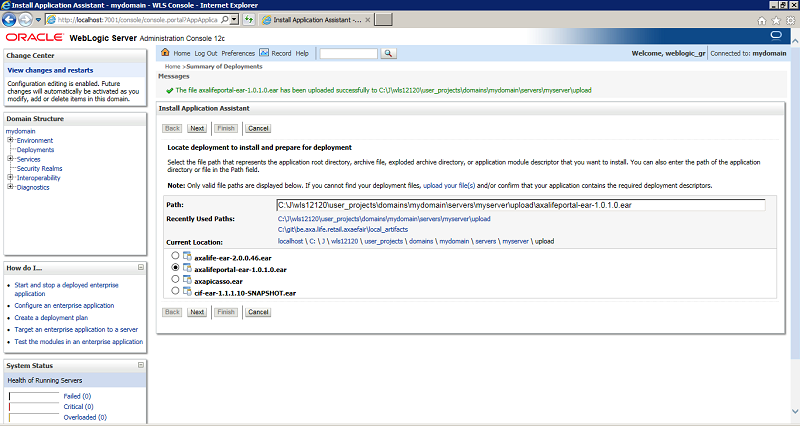 Install Application Assistant - mydomain - WLS Console - Internet Explorer
http://localhost:7001/console/console.portal?AppApplica
Install Application Assistant -...
ORACLE WebLogic Server Administration Console 12c
Change Center
View changes and restarts
Configuration editing is enabled. Future
changes will automatically be activated as you
modify, add or delete items in this domain.
Domain Structure
mydomain
Environment
Deployments
Services
Security Realms
Interoperability
Diagnostics
How do I...
Start and stop a deployed enterprise
application
Configure an enterprise application
Create a deployment plan
Target an enterprise application to a server
Test the modules in an enterprise application
System Status
Health of Running Servers
Failed (0)
Critical (0)
Overloaded (0)
Home Log Out Preferences Record Help
Welcome, weblogic_gr Connected to: mydomain
Home >Summary of Deployments
Messages
The file axalifeportal-ear-1.0.1.0.ear has been uploaded successfully to C:\J\wls12120\user_projects\domains\mydomain\servers\myserver\upload
Install Application Assistant
Back Next Finish Cancel
Locate deployment to install and prepare for deployment
Select the file path that represents the application root directory, archive file, exploded archive directory, or application module descriptor that you want to install. You can also enter the path of the application
directory or file in the Path field.
Note: Only valid file paths are displayed below. If you cannot find your deployment files, upload your file(s) and/or confirm that your application contains the required deployment descriptors.
Path: C:\J\wls12120\user_projects\domains\mydomain\servers\myserver\upload\axalifeportal-ear-1.0.1.0.ear
Recently Used Paths: C:\J\wls12120\user_projects\domains\mydomain\servers\myserver\upload
C:\git\be.axa.life.retail.axaefair\local_artifacts
Current Location: localhost \ C: \ J \ wls12120 \ user_projects \ domains \ mydomain \ servers \ myserver \ upload
axalife-ear-2.0.0.46.ear
axalifeportal-ear-1.0.1.0.ear
axapicasso.ear
cif-ear-1.1.1.10-SNAPSHOT.ear
Back Next Finish Cancel